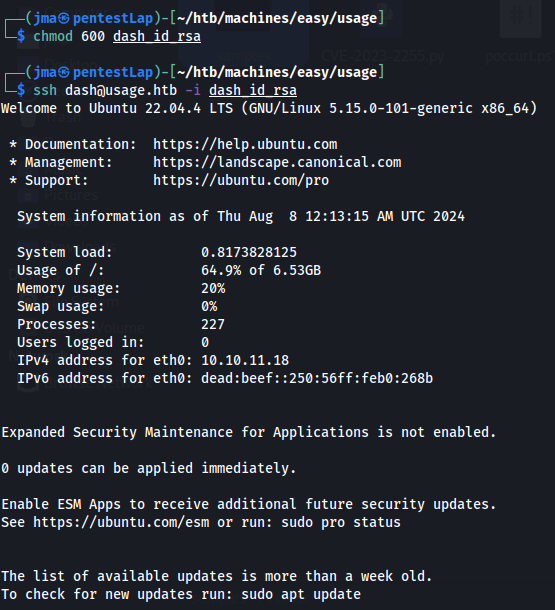 ┌──(jma㉿pentestLap)-[~/htb/machines/easy/usage]
└─$ chmod 600 dash_id_rsa
┌──(jma㉿pentestLap)-[~/htb/machines/easy/usage]
└─$ ssh dash@usage.htb -i dash_id_rsa
Welcome to Ubuntu 22.04.4 LTS (GNU/Linux 5.15.0-101-generic x86_64)
* Documentation:  https://help.ubuntu.com
* Management:     https://landscape.canonical.com
* Support:        https://ubuntu.com/pro
System information as of Thu Aug  8 12:13:15 AM UTC 2024
System load:           0.8173828125
Usage of /:            64.9% of 6.53GB
Memory usage:          20%
Swap usage:            0%
Processes:             227
Users logged in:       0
IPv4 address for eth0: 10.10.11.18
IPv6 address for eth0: dead:beef::250:56ff:feb0:268b
Expanded Security Maintenance for Applications is not enabled.
0 updates can be applied immediately.
Enable ESM Apps to receive additional future security updates.
See https://ubuntu.com/esm or run: sudo pro status
The list of available updates is more than a week old.
To check for new updates run: sudo apt update